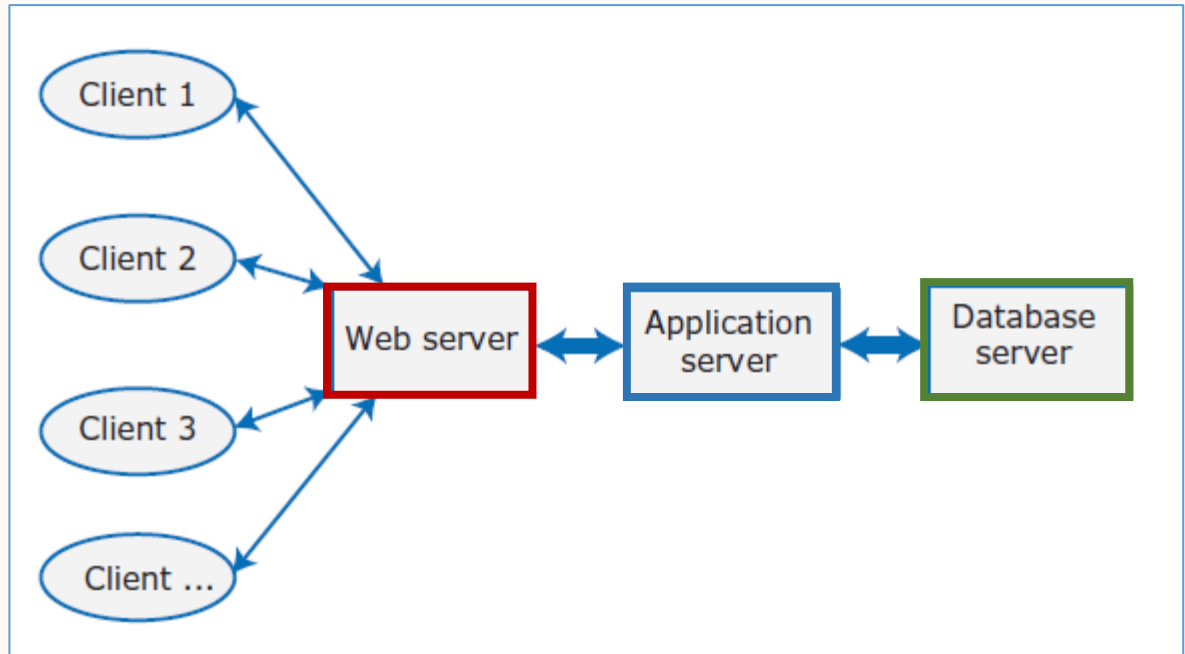 Client 1
Client 2
Client 3
Client ...
Web server
Application
server
Database
server